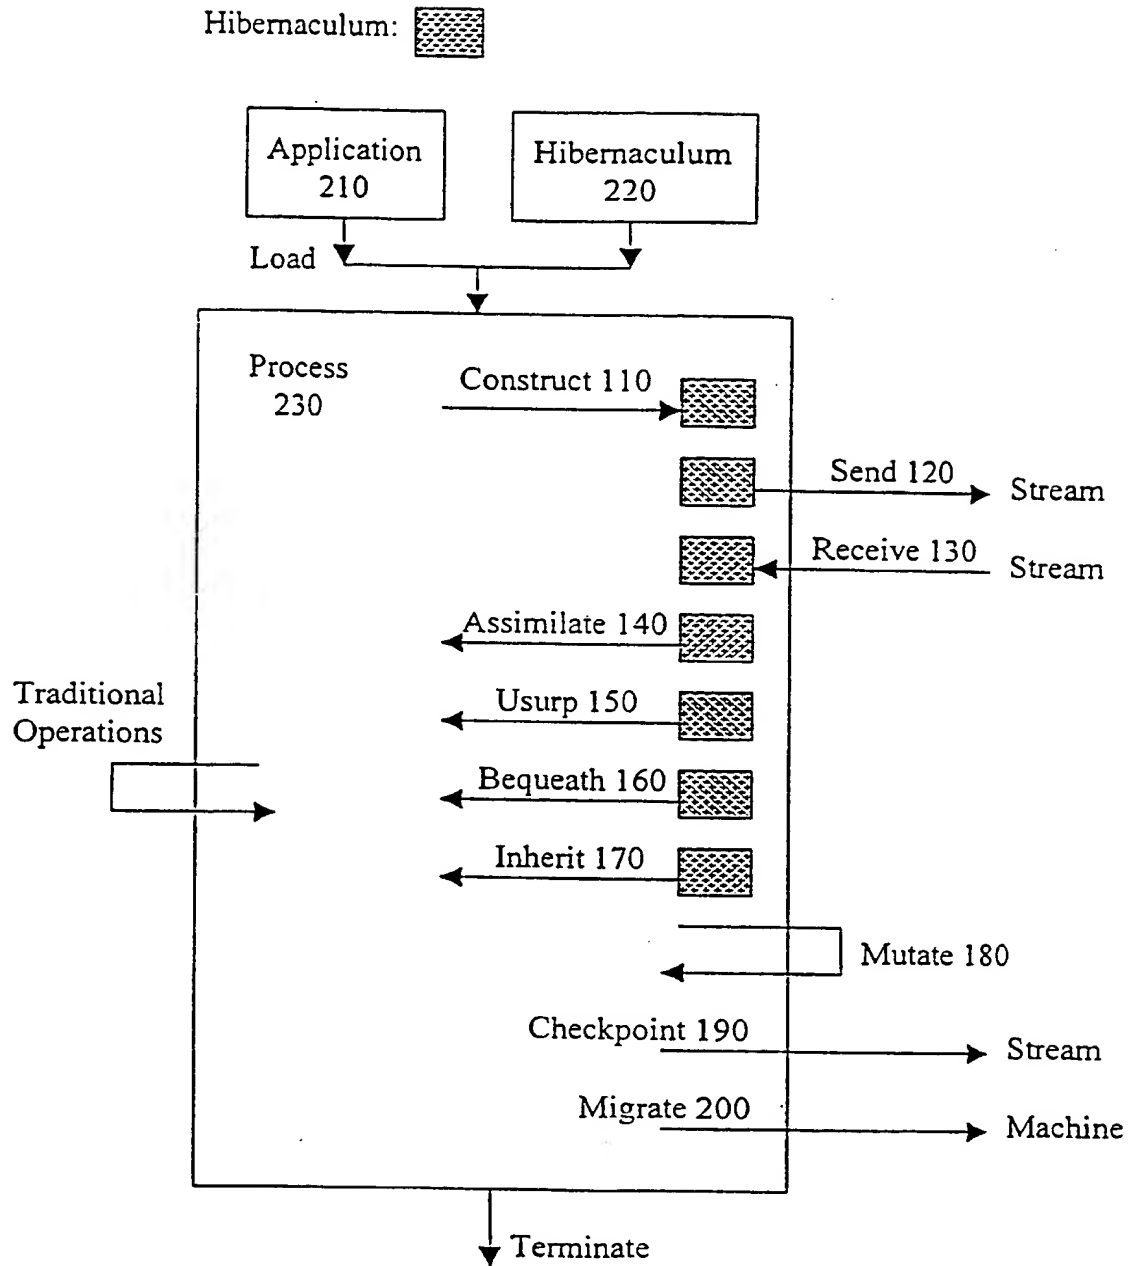 Hibernaculum:
Application
210
Hibernaculum
220
Load
Process
230
Construct 110
Send 120
Stream
Receive 130
Stream
Assimilate 140
Usurp 150
Traditional
Operations
Bequeath 160
Inherit 170
Mutate 180
Checkpoint 190
Stream
Migrate 200
Machine
Terminate